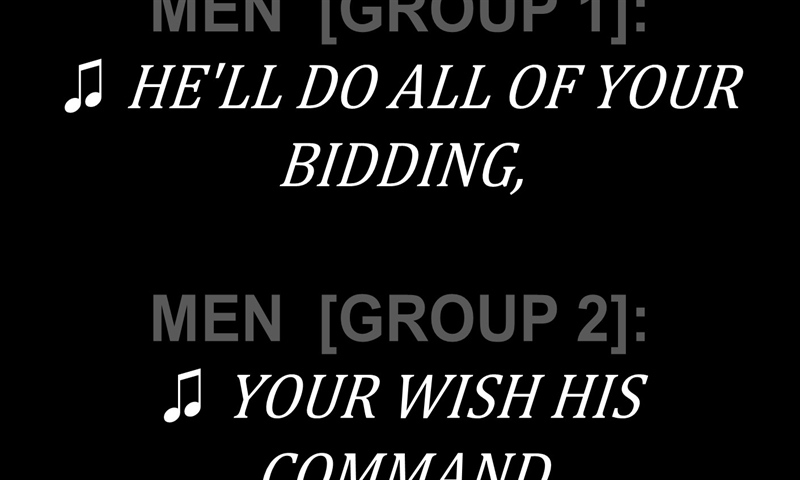 MEN [GROUP 1]:
♫ HE'LL DO ALL OF YOUR
BIDDING,
MEN [GROUP 2]:
♫ YOUR WISH HIS
COMMAND